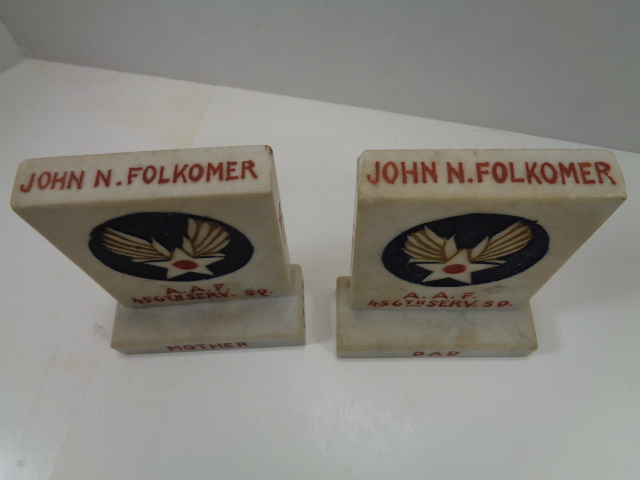 JOHN N. FOLKOMER
A. A. F.
456TH SERV. SQ.
MOTHER
JOHN N. FOLKOMER
A. A. F.
456TH SERV. SQ.
DAD